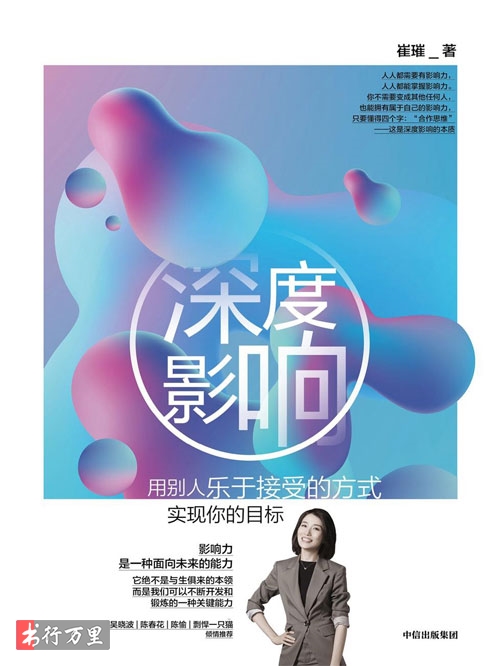 崔璀_著
人人都需要有影响力，
人人都能掌握影响力。
你不需要变成其他任何人，
也能拥有属于自己的影响力，
只要懂得四个字：“合作思维”
——这是深度影响的本质
深度
影响
用别人乐于接受的方式
实现你的目标
影响力
是一种面向未来的能力
它绝不是与生俱来的本领
而是我们可以不断开发和
锻炼的一种关键能力
吴晓波|陈春花|陈愉|剽悍一只猫
倾情推荐
书行万里
中信出版集团